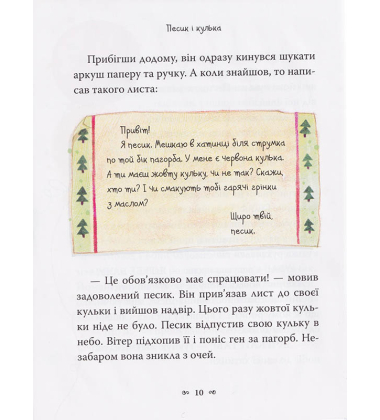 Песик і кулька
Прибігши додому, він одразу кинувся шукати
аркуш паперу та ручку. А коли знайшов, то напи-
сав такого листа:
Привіт!
Я песик. Мешкаю в хатинці біля струмка
по той бік пагорба. У мене є червона кулька.
А ти маєш жовту кульку, чи не так? Скажи,
хто ти? І чи смакують тобі гарячі грінки
з маслом?
Щиро твій,
песик.
— Це обов'язково має спрацювати! — мовив
задоволений песик. Він прив'язав лист до своєї
кульки і вийшов надвір. Цього разу жовтої куль-
ки ніде не було. Песик відпустив свою кульку в
небо. Вітер підхопив її і поніс ген за пагорб. Не-
забаром вона зникла з очей.
10